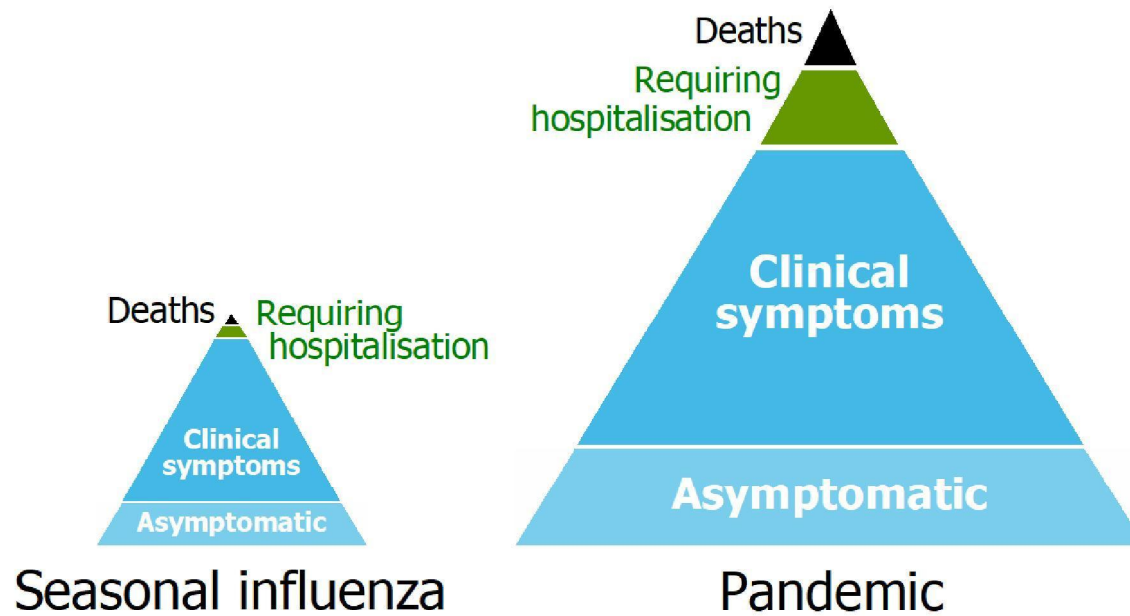 Deaths
Requiring
hospitalisation
Clinical
symptoms
Asymptomatic
Seasonal influenza
Deaths
Requiring
hospitalisation
Clinical
symptoms
Asymptomatic
Pandemic